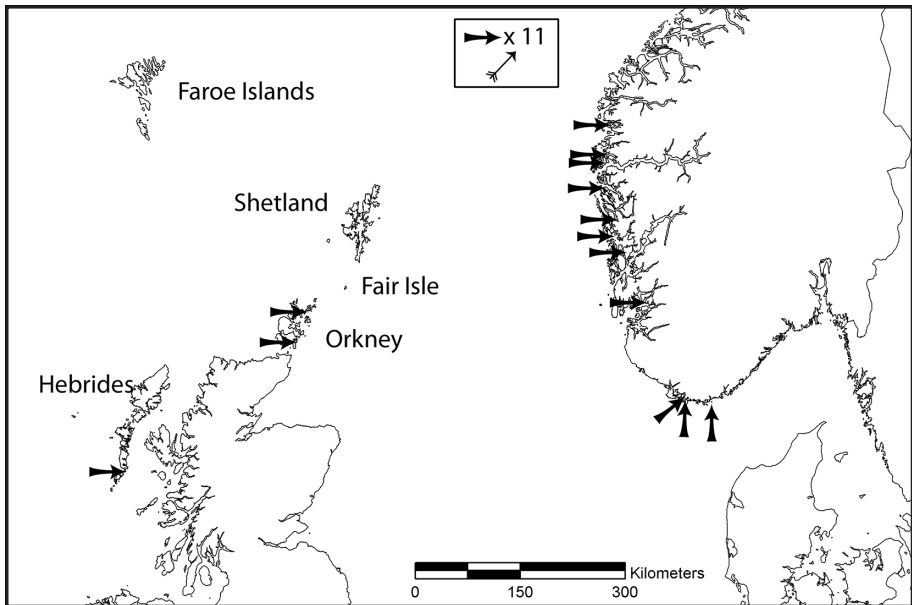 x 11
Faroe Islands
Shetland
Fair Isle
Orkney
Hebrides
Kilometers
0 150 300